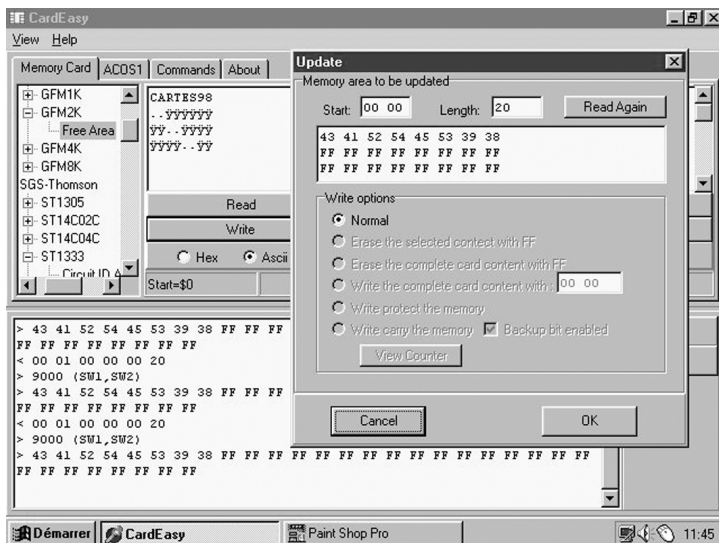 CardEasy
View Help
Memory Card ACOS1 Commands About
GFM1K
GFM2K
Free Area
GFM4K
GFM8K
SGS-Thomson
ST1305
ST14C02C
ST14C04C
ST1333
Circuit ID A
CARTES98
..ÿÿÿÿÿÿ
ÿÿ..ÿÿÿÿ
ÿÿÿÿ..ÿÿ
Read
Write
Hex Ascii
Start=$0
Update
Memory area to be updated
Start: 00 00 Length: 20 Read Again
43 41 52 54 45 53 39 38
FF FF FF FF FF FF FF FF
FF FF FF FF FF FF FF FF
Write options
Normal
Erase the selected contect with FF
Erase the complete card content with FF
Write the complete card content with : 00 00
Write protect the memory
Write carry the memory Backup bit enabled
View Counter
Cancel OK
> 43 41 52 54 45 53 39 38 FF FF FF
FF FF FF FF FF FF FF FF
< 00 01 00 00 00 20
> 9000 (SW1,SW2)
> 43 41 52 54 45 53 39 38 FF FF FF
FF FF FF FF FF FF FF FF
< 00 01 00 00 00 20
> 9000 (SW1,SW2)
> 43 41 52 54 45 53 39 38 FF FF FF FF FF FF FF FF FF FF FF FF FF FF FF FF
FF FF FF FF FF FF FF FF
Démarrer CardEasy Paint Shop Pro 11:45